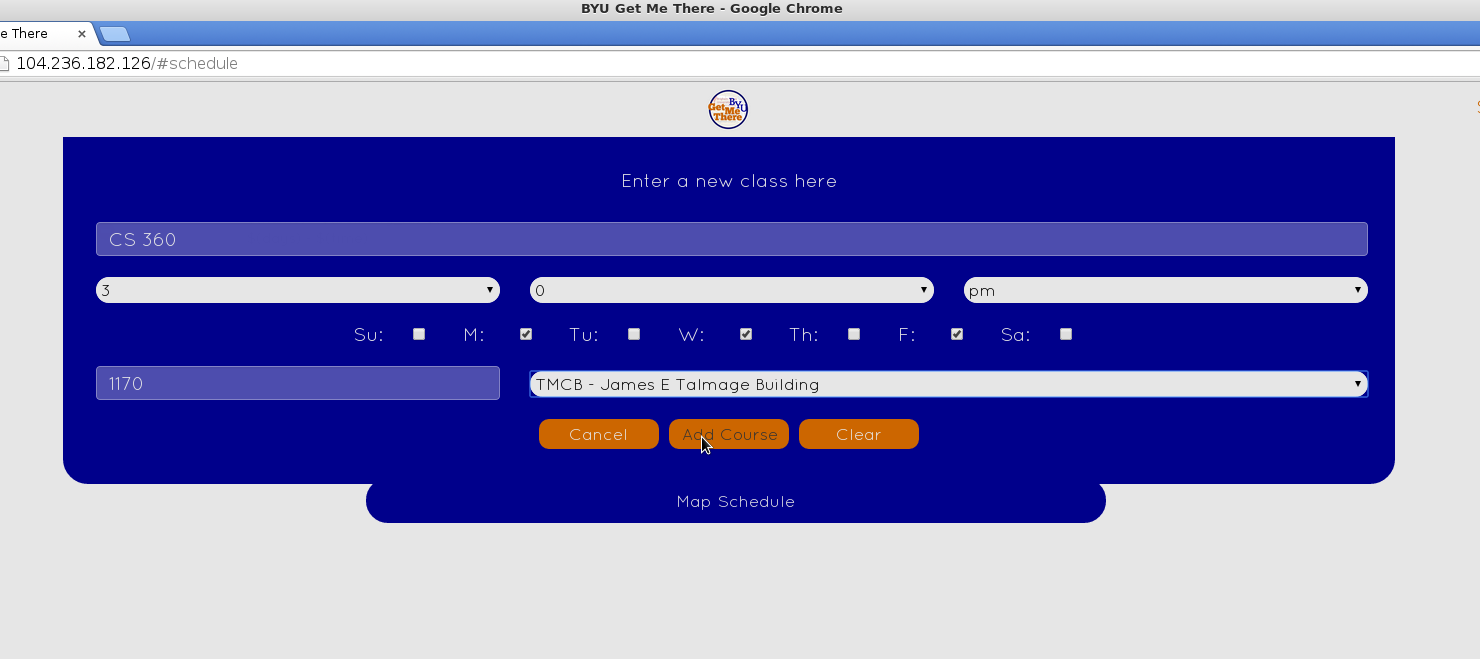 BYU Get Me There - Google Chrome
e There ×
104.236.182.126/#schedule
BYU
Get Me
There
Enter a new class here
CS 360
3 0 pm
Su: M: Tu: W: Th: F: Sa:
1170 TMCB - James E Talmage Building
Cancel Add Course Clear
Map Schedule